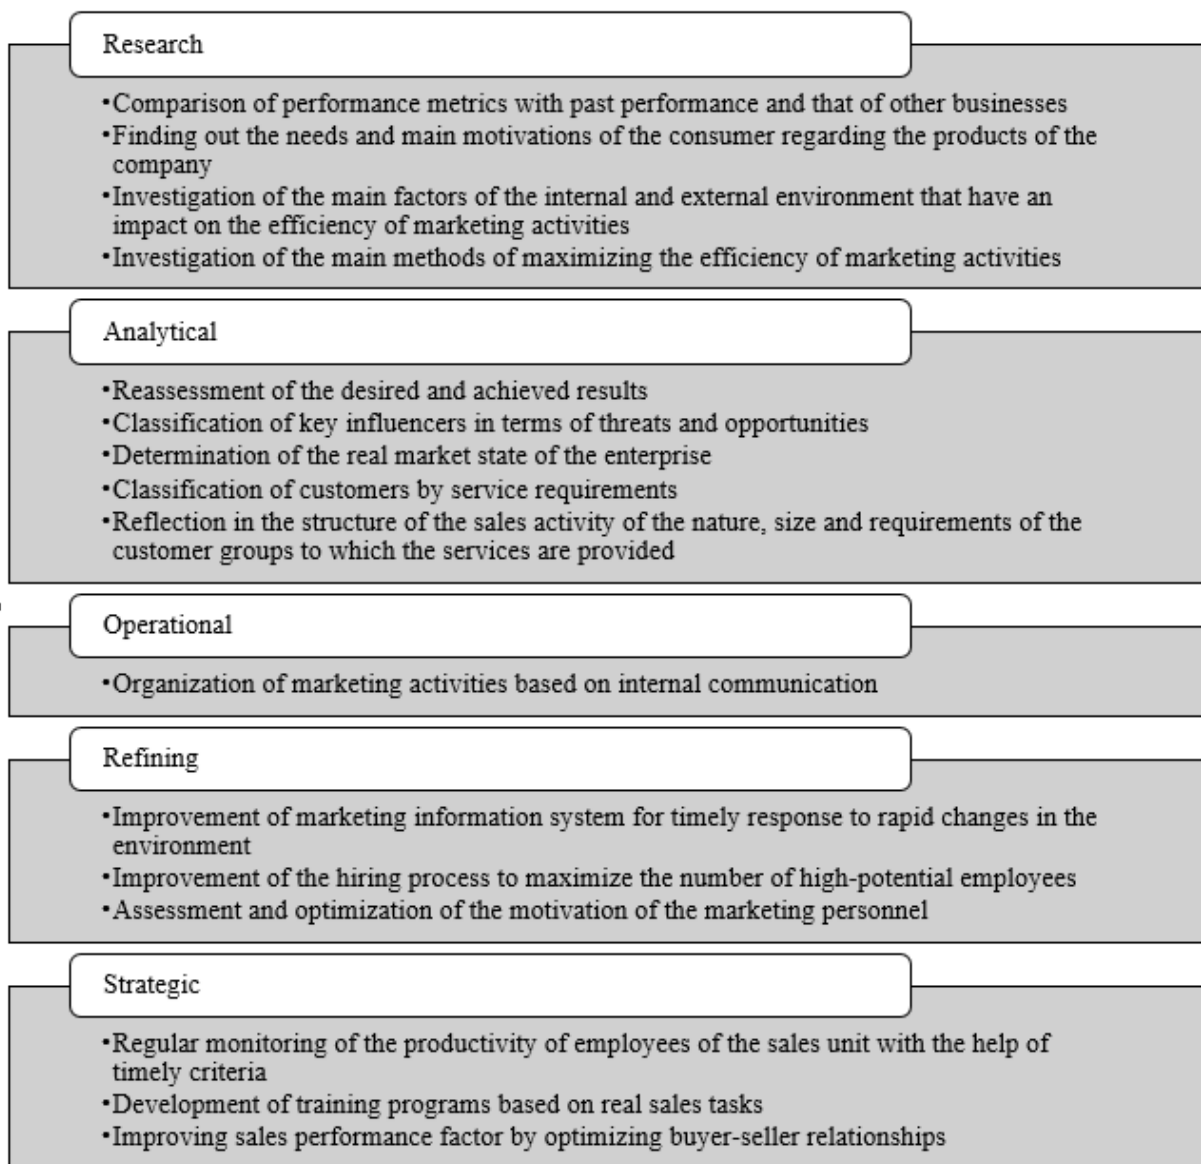 Research
•Comparison of performance metrics with past performance and that of other businesses
•Finding out the needs and main motivations of the consumer regarding the products of the
company
•Investigation of the main factors of the internal and external environment that have an
impact on the efficiency of marketing activities
•Investigation of the main methods of maximizing the efficiency of marketing activities
Analytical
•Reassessment of the desired and achieved results
•Classification of key influencers in terms of threats and opportunities
•Determination of the real market state of the enterprise
•Classification of customers by service requirements
•Reflection in the structure of the sales activity of the nature, size and requirements of the
customer groups to which the services are provided
Operational
•Organization of marketing activities based on internal communication
Refining
•Improvement of marketing information system for timely response to rapid changes in the
environment
•Improvement of the hiring process to maximize the number of high-potential employees
•Assessment and optimization of the motivation of the marketing personnel
Strategic
•Regular monitoring of the productivity of employees of the sales unit with the help of
timely criteria
•Development of training programs based on real sales tasks
•Improving sales performance factor by optimizing buyer-seller relationships